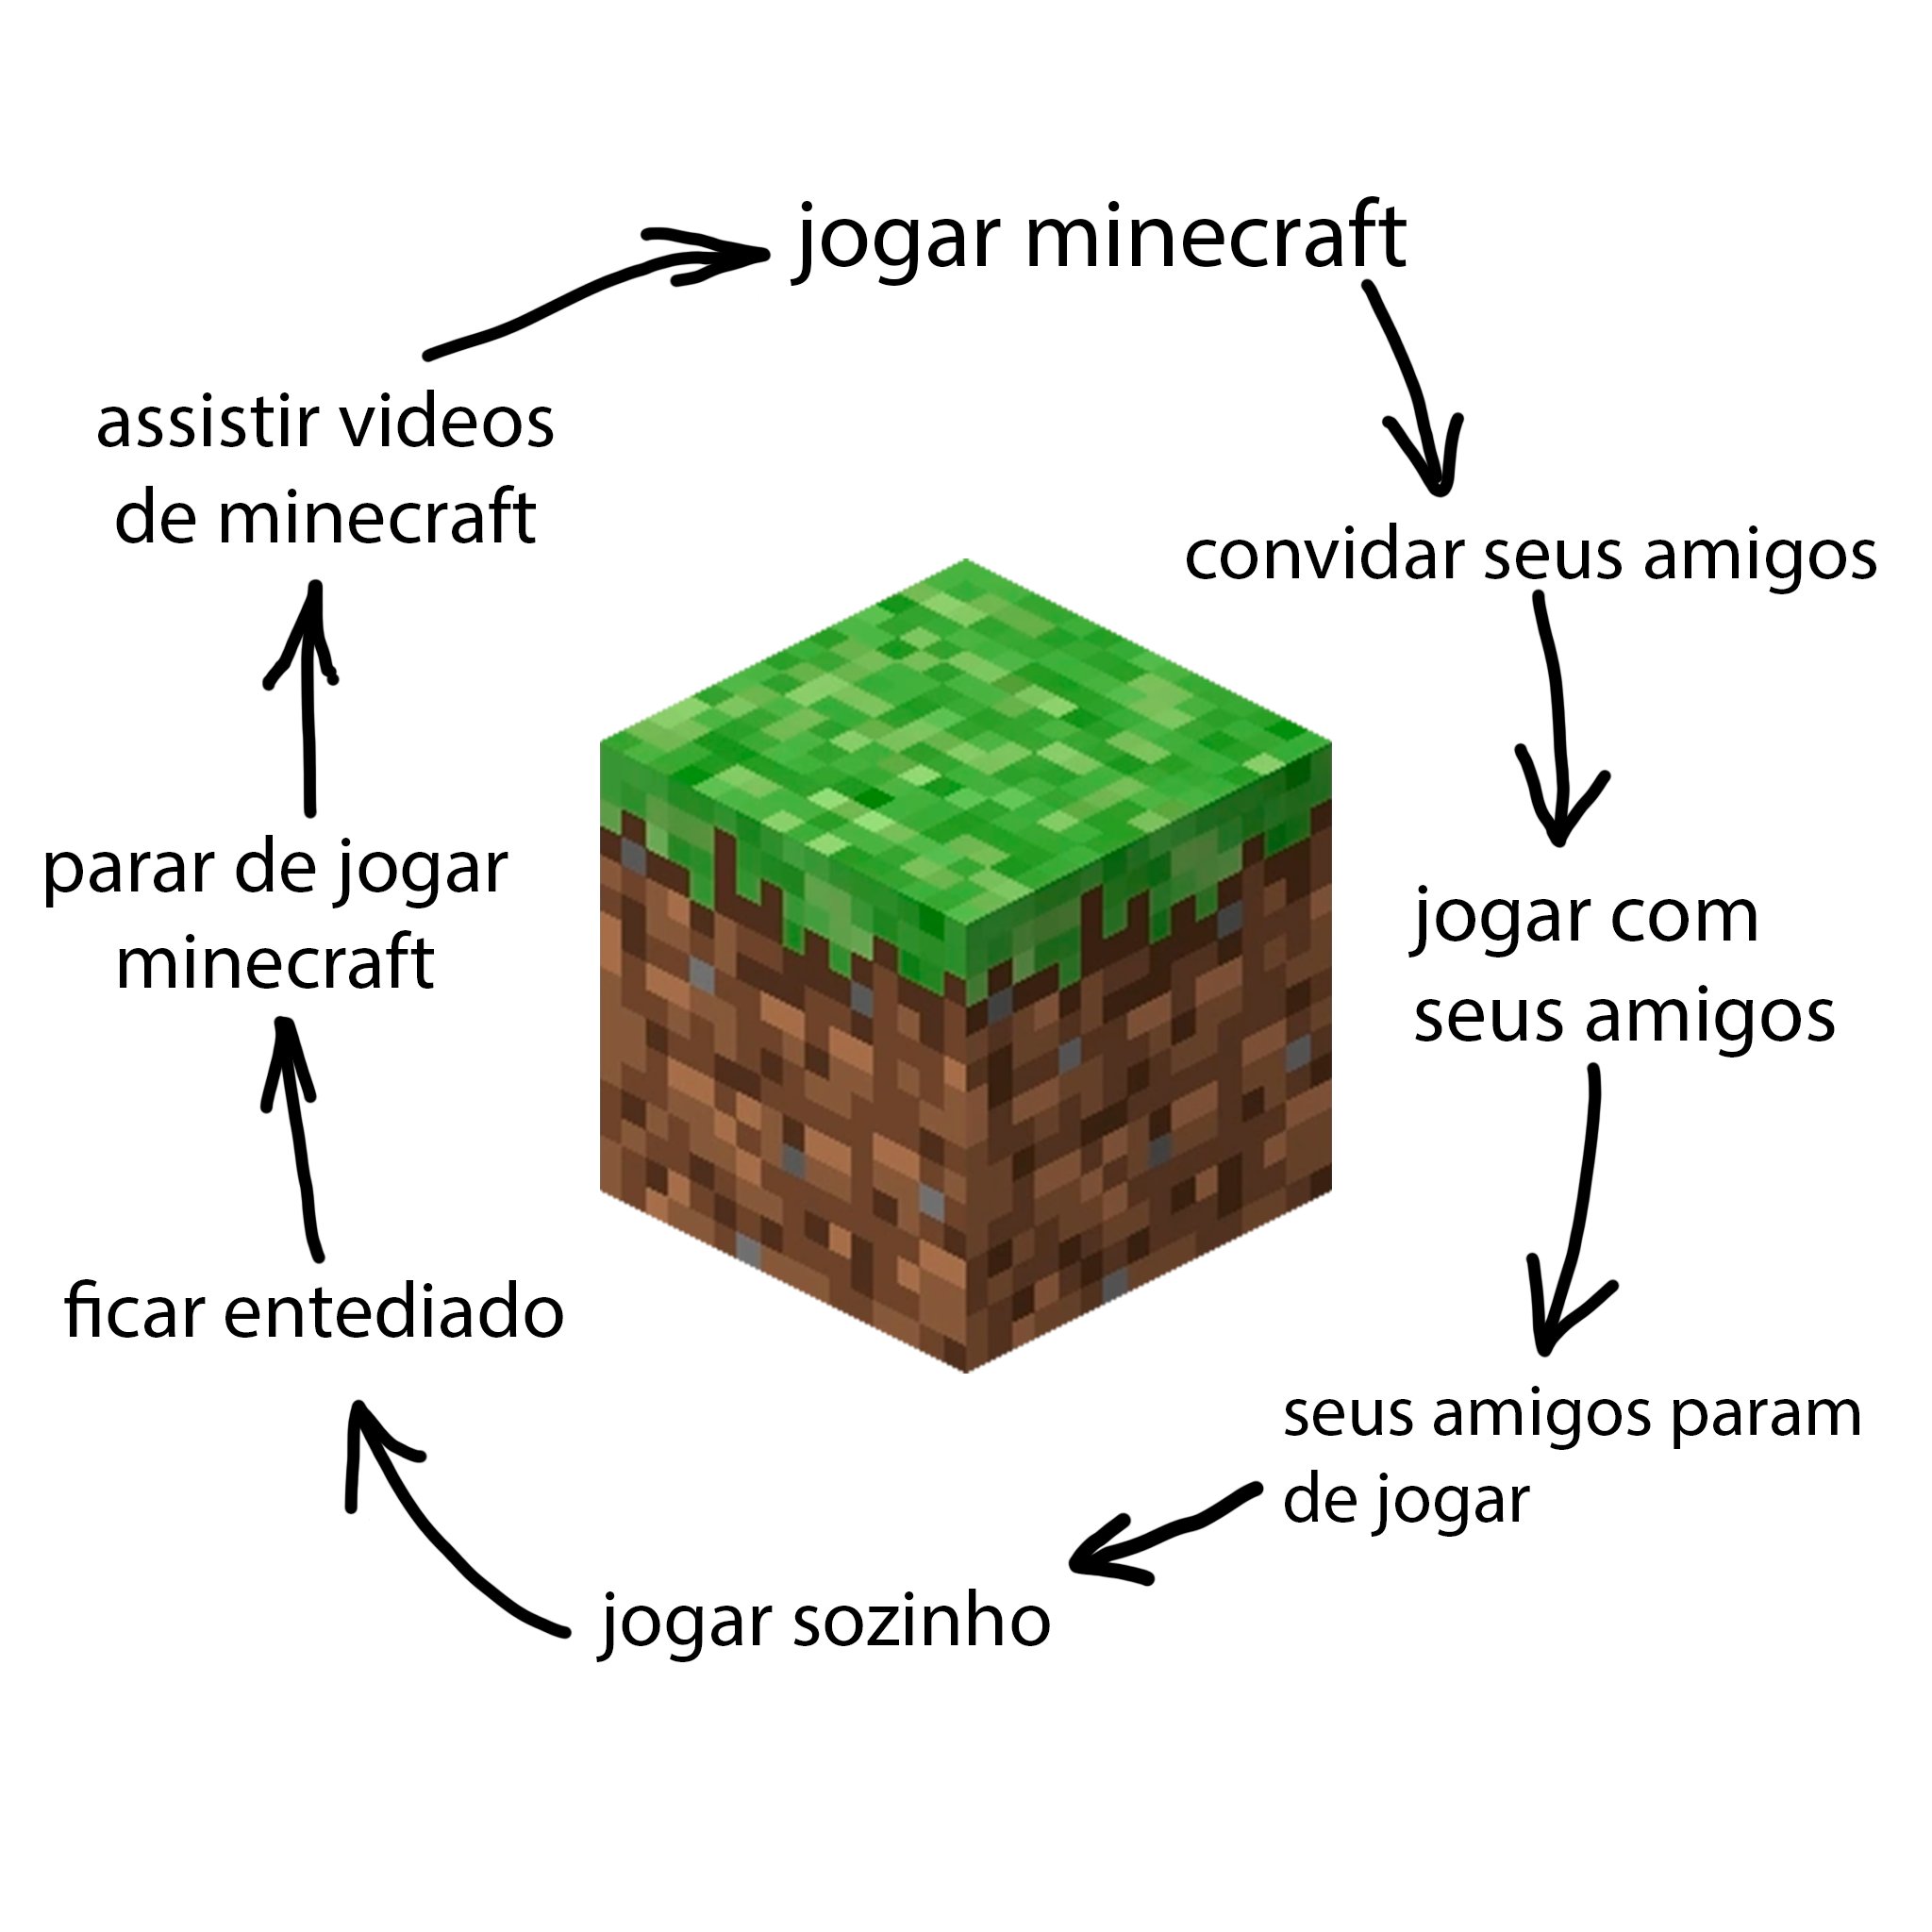 jogar minecraft
convidar seus amigos
jogar com
seus amigos
seus amigos param
de jogar
jogar sozinho
ficar entediado
parar de jogar
minecraft
assistir videos
de minecraft